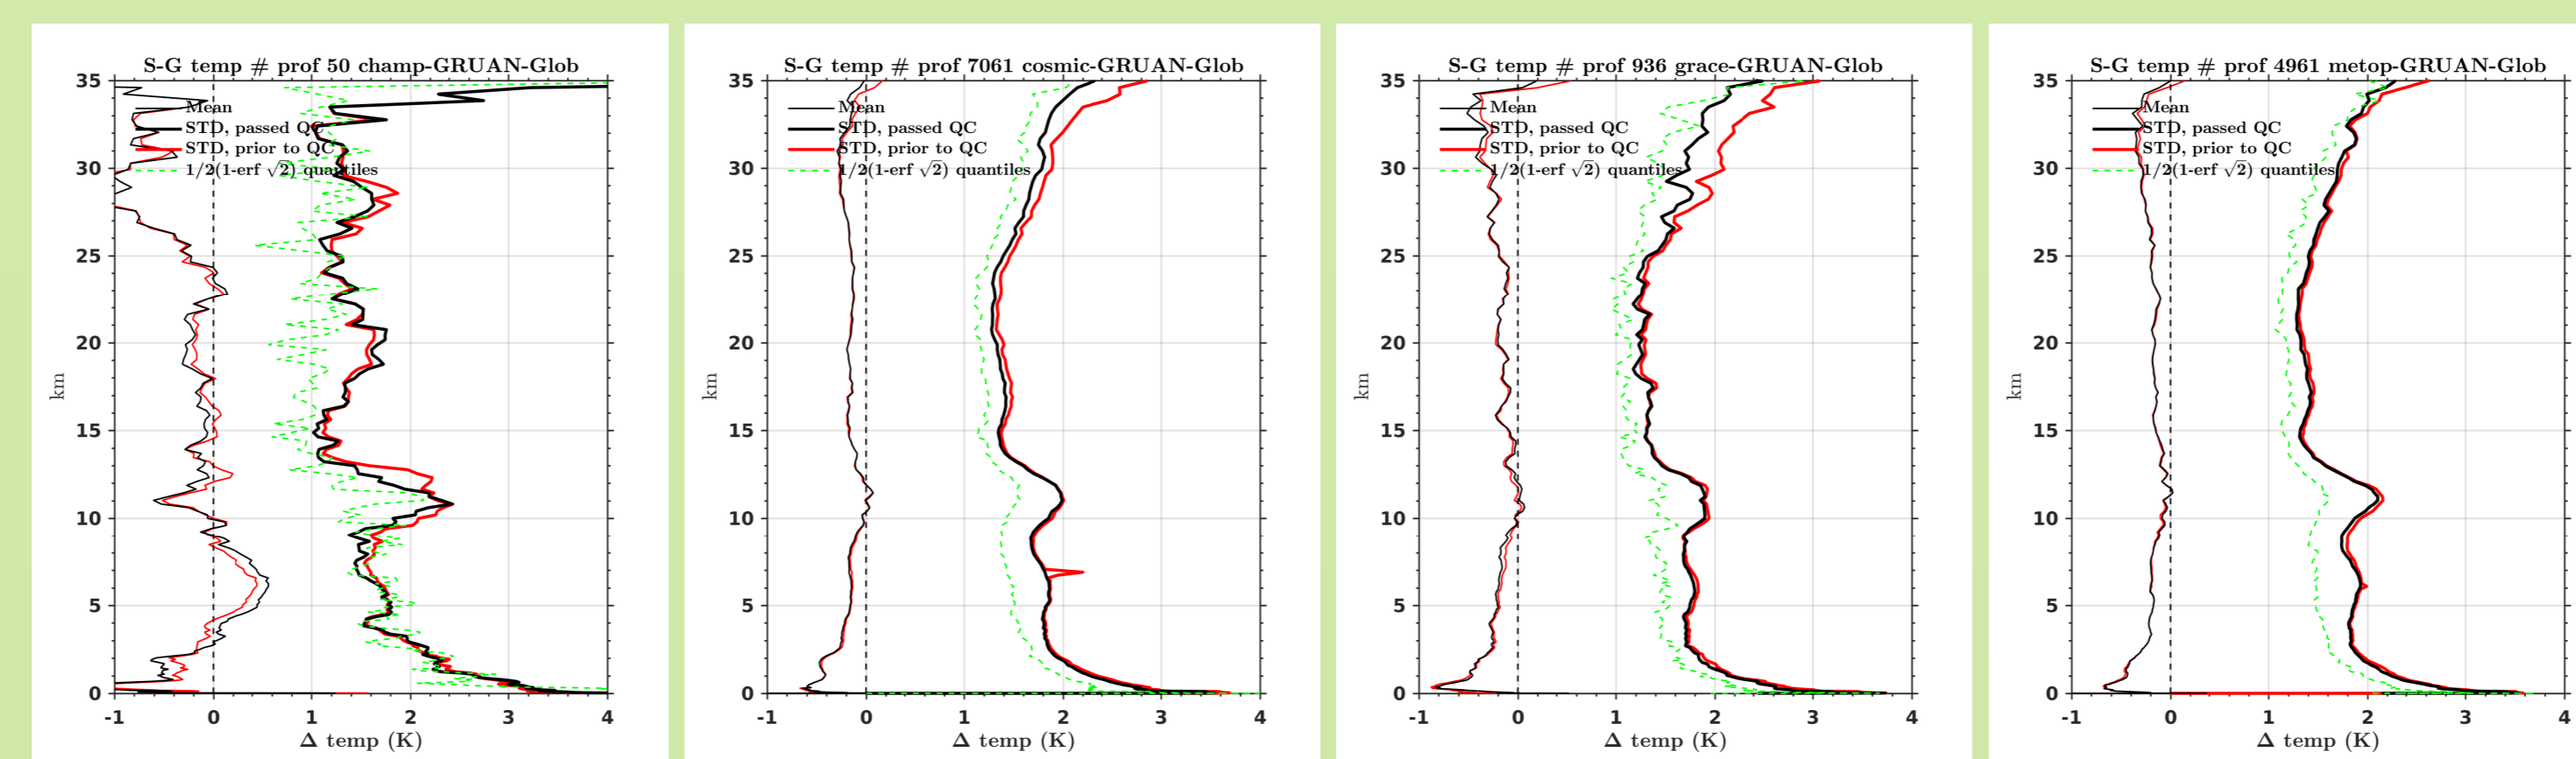 S-G temp # prof 50 champ-GRUAN-Glob
35
30
25
20
15
10
5
0
km
Mean
STD, passed QC
STD, prior to QC
1/2(1-erf √2) quantiles
-1 0 1 2 3 4
Δ temp (K)
S-G temp # prof 7061 cosmic-GRUAN-Glob
35
30
25
20
15
10
5
0
km
Mean
STD, passed QC
STD, prior to QC
1/2(1-erf √2) quantiles
-1 0 1 2 3 4
Δ temp (K)
S-G temp # prof 936 grace-GRUAN-Glob
35
30
25
20
15
10
5
0
km
Mean
STD, passed QC
STD, prior to QC
1/2(1-erf √2) quantiles
-1 0 1 2 3 4
Δ temp (K)
S-G temp # prof 4961 metop-GRUAN-Glob
35
30
25
20
15
10
5
0
km
Mean
STD, passed QC
STD, prior to QC
1/2(1-erf √2) quantiles
-1 0 1 2 3 4
Δ temp (K)